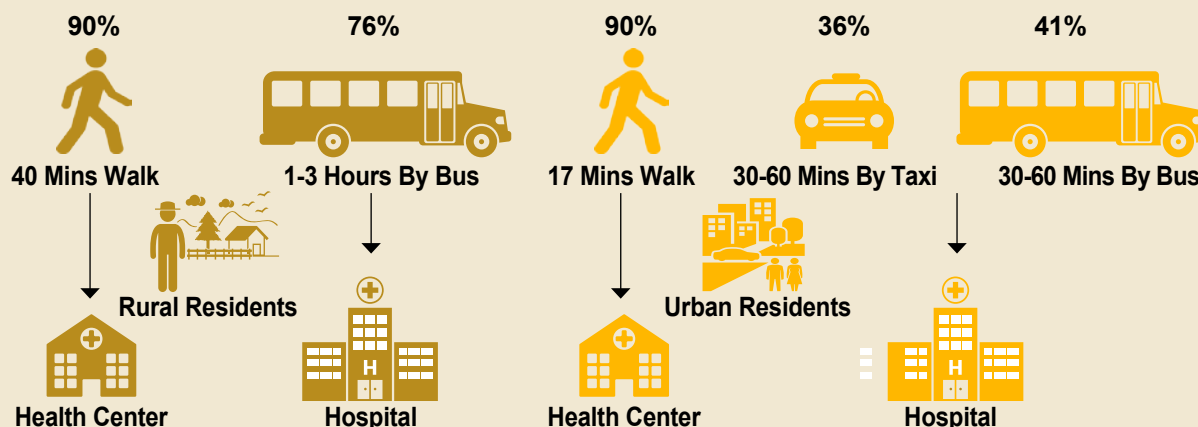 90% 76% 90% 36% 41%
40 Mins Walk 1-3 Hours By Bus 17 Mins Walk 30-60 Mins By Taxi 30-60 Mins By Bus
Rural Residents Urban Residents
H H
Health Center Hospital Health Center Hospital